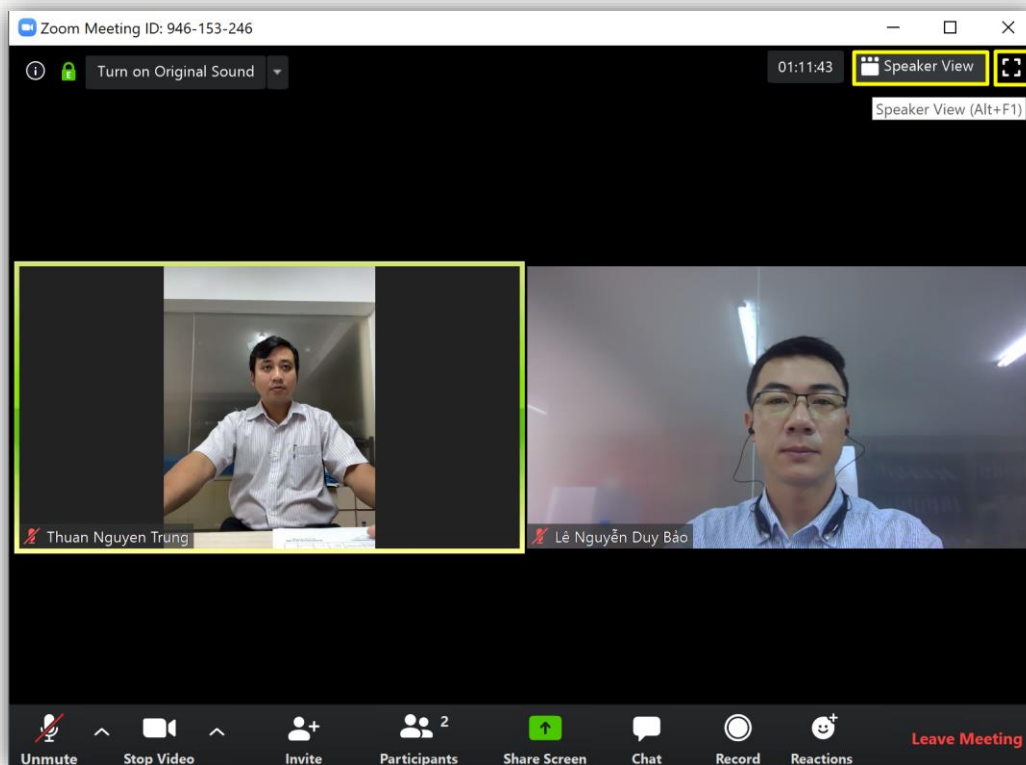 Zoom Meeting ID: 946-153-246
Turn on Original Sound
01:11:43
Speaker View
Speaker View (Alt+F1)
Thuan Nguyen Trung
Lê Nguyễn Duy Bảo
2
Unmute
Stop Video
Invite
Participants
Share Screen
Chat
Record
Reactions
Leave Meeting